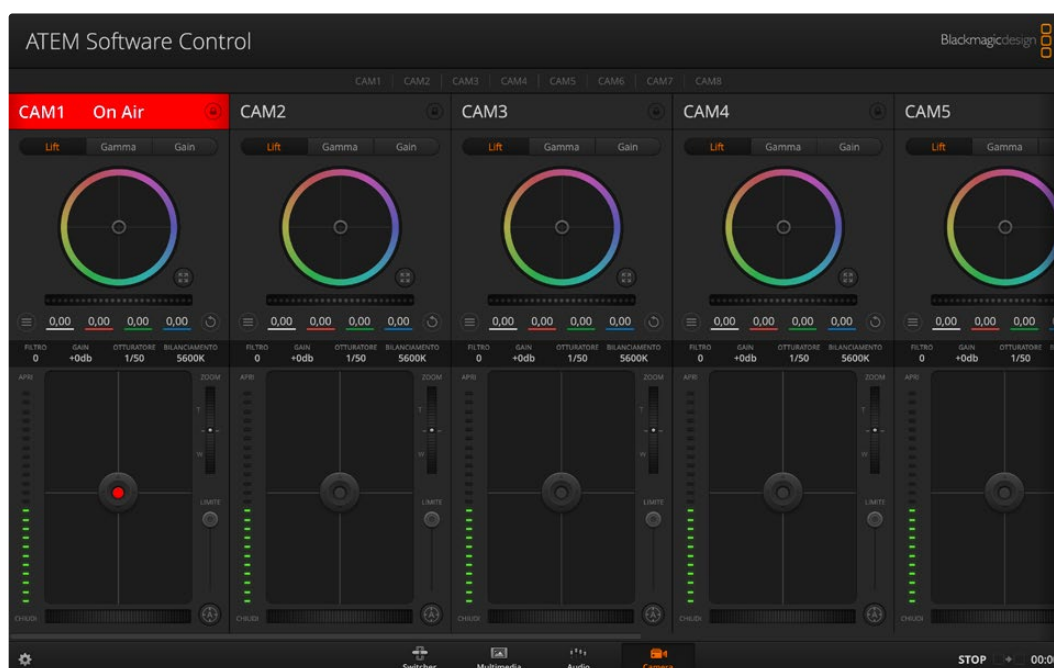 ATEM Software Control
Blackmagicdesign
CAM1 CAM2 CAM3 CAM4 CAM5 CAM6 CAM7 CAM8
CAM1 On Air CAM2 CAM3 CAM4 CAM5
Lift Gamma Gain Lift Gamma Gain Lift Gamma Gain Lift Gamma Gain Lift Gamma
0,00 0,00 0,00 0,00 0,00 0,00 0,00 0,00 0,00 0,00 0,00 0,00 0,00 0,00 0,00 0,00 0,00 0,00 0,00
FILTRO GAIN OTTURATORE BILANCIAMENTO FILTRO GAIN OTTURATORE BILANCIAMENTO FILTRO GAIN OTTURATORE BILANCIAMENTO FILTRO GAIN OTTURATORE BILANCIAMENTO FILTRO GAIN OTTURATORE
0 +0db 1/50 5600K 0 +0db 1/50 5600K 0 +0db 1/50 5600K 0 +0db 1/50 5600K 0 +0db 1/50
APRI ZOOM APRI ZOOM APRI ZOOM APRI ZOOM APRI
T T T T
W W W W
LIMITE LIMITE LIMITE LIMITE
CHIUDI CHIUDI CHIUDI CHIUDI CHIUDI
Switcher Multimedia Audio Camera
STOP